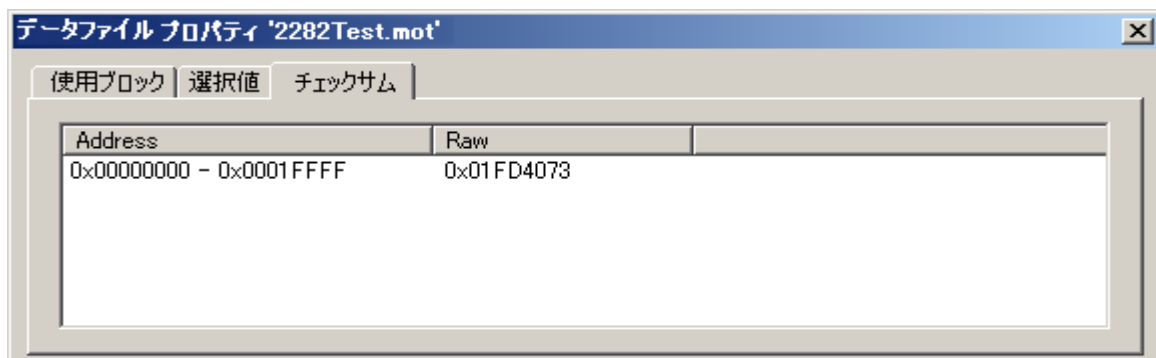 データファイル プロパティ '2282Test.mot'
使用ブロック 選択値 チェックサム
Address Raw
0x00000000 - 0x0001FFFF 0x01FD4073